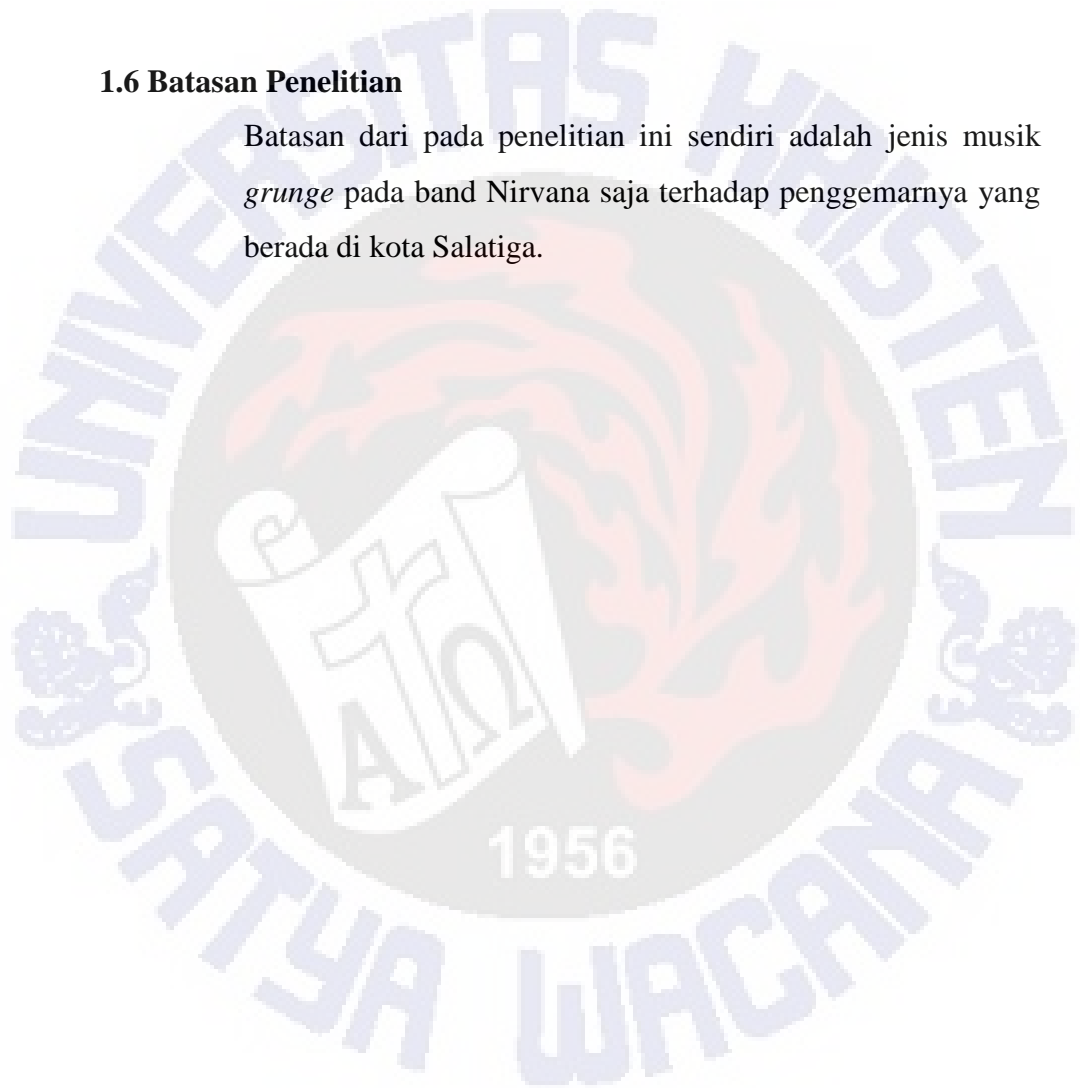 1.6 Batasan Penelitian
Batasan dari pada penelitian ini sendiri adalah jenis musik
grunge pada band Nirvana saja terhadap penggemarnya yang
berada di kota Salatiga.
UNIVERSITAS KRISTEN
SATYA WACANA
ΑΩ
1956